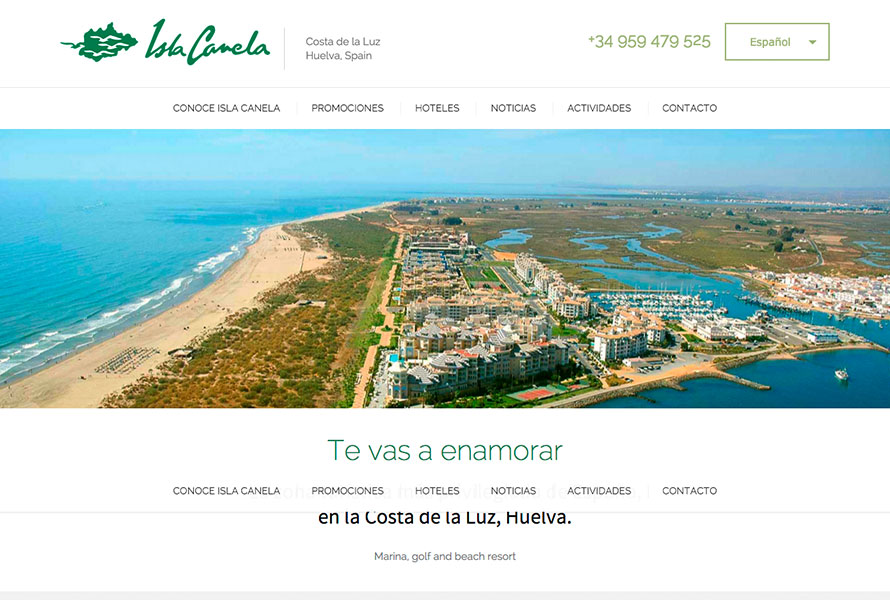 Isla Canela
Costa de la Luz
Huelva, Spain
+34 959 479 525
Español
CONOCE ISLA CANELA
PROMOCIONES
HOTELES
NOTICIAS
ACTIVIDADES
CONTACTO
Te vas a enamorar
CONOCE ISLA CANELA
PROMOCIONES
HOTELES
NOTICIAS
ACTIVIDADES
CONTACTO
en la Costa de la Luz, Huelva.
Marina, golf and beach resort